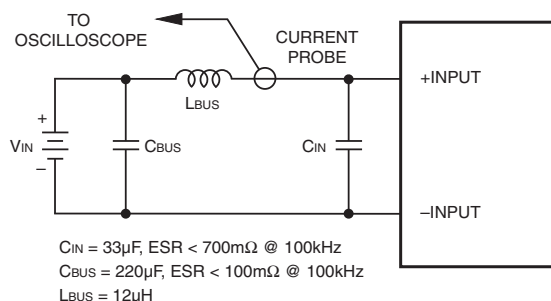 TO
OSCILLOSCOPE
CURRENT
PROBE
+INPUT
LBUS
+
VIN
CBUS
CIN
–
–INPUT
CIN = 33µF, ESR < 700mΩ @ 100kHz
CBUS = 220µF, ESR < 100mΩ @ 100kHz
LBUS = 12µH